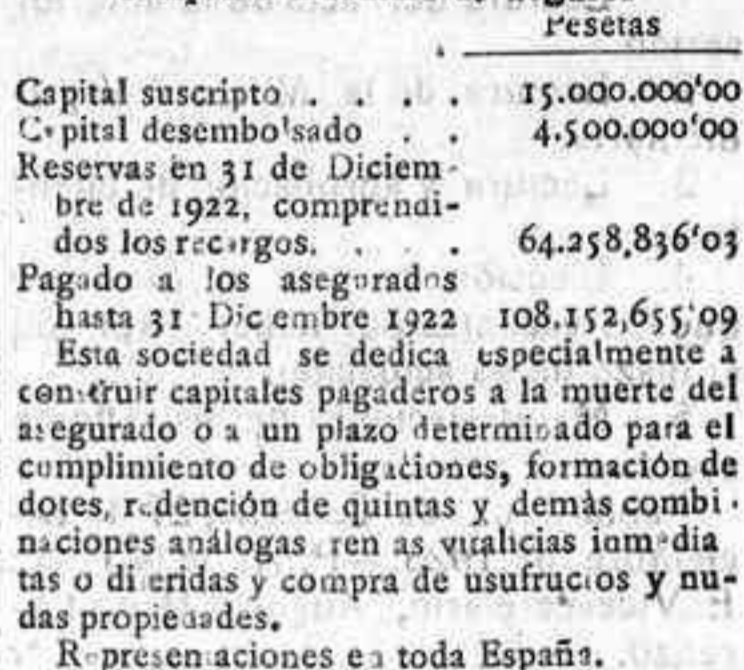 Pesetas
Capital suscripto . . . . 15.000.000'00
Capital desembolsado . . 4.500.000'00
Reservas en 31 de Diciem-
bre de 1922, comprendi-
dos los recargos. . . . 64.258,836'03
Pagado a los asegurados
hasta 31 Diciembre 1922 108,152,655,'09
Esta sociedad se dedica especialmente a
construir capitales pagaderos a la muerte del
asegurado o a un plazo determinado para el
cumplimiento de obligaciones, formación de
dotes, redención de quintas y demàs combi-
naciones análogas rentas vitalicias inmedia
tas o diferidas y compra de usufructos y nu-
das propiedades.
Representaciones en toda España.